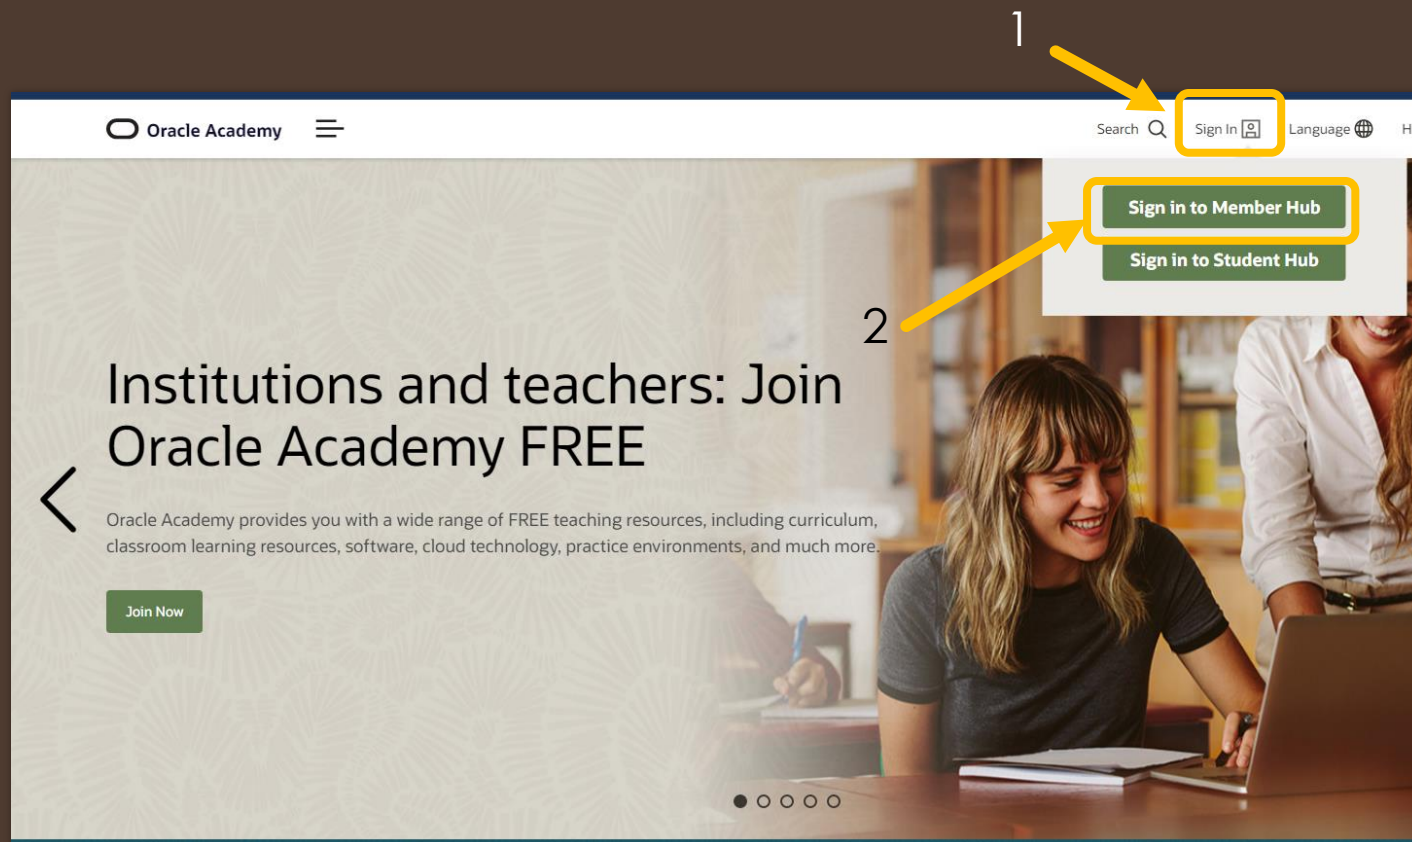 1
Oracle Academy
Search
Sign In
Language
H
Sign in to Member Hub
Sign in to Student Hub
2
Institutions and teachers: Join
Oracle Academy FREE
Oracle Academy provides you with a wide range of FREE teaching resources, including curriculum,
classroom learning resources, software, cloud technology, practice environments, and much more.
Join Now